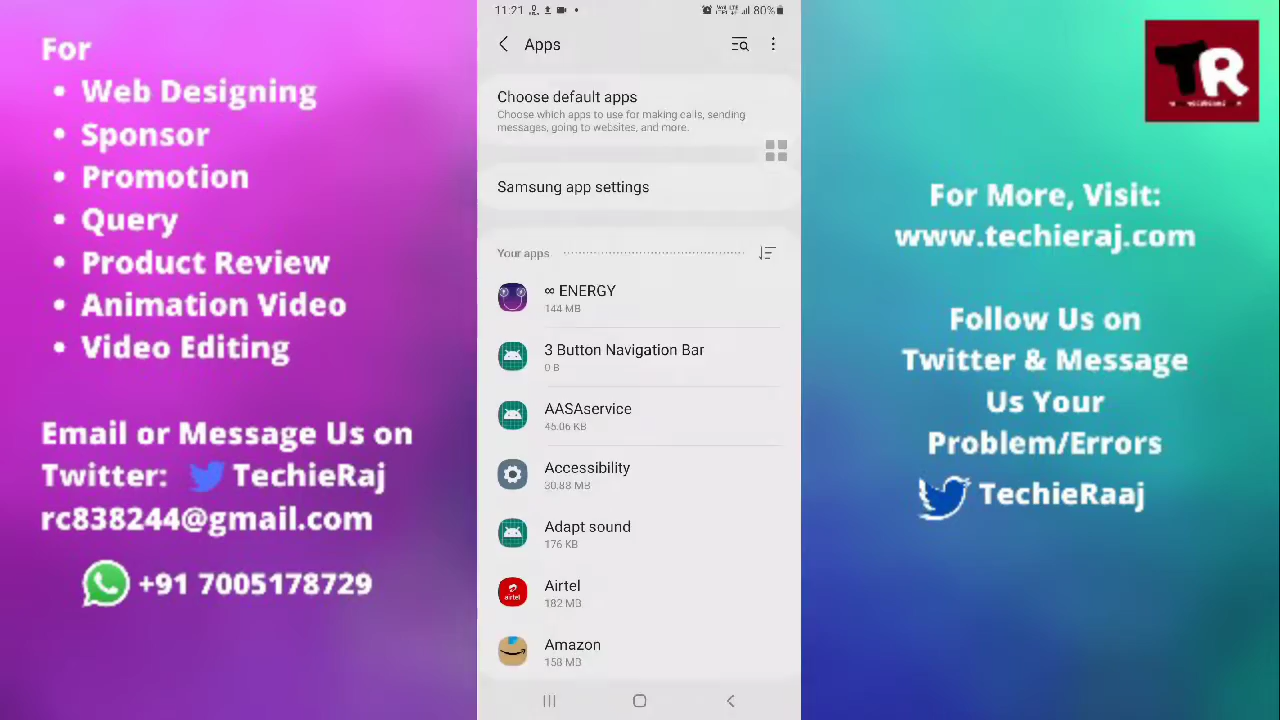 For
• Web Designing
• Sponsor
• Promotion
• Query
• Product Review
• Animation Video
• Video Editing
Email or Message Us on
Twitter: TechieRaj
rc838244@gmail.com
+91 7005178729
11:21
80%
Apps
Choose default apps
Choose which apps to use for making calls, sending
messages, going to websites, and more.
Samsung app settings
Your apps
∞ ENERGY
144 MB
3 Button Navigation Bar
0 B
AASAservice
45.06 KB
Accessibility
30.88 MB
Adapt sound
176 KB
airtel
Airtel
182 MB
Amazon
158 MB
TR
For More, Visit:
www.techieraj.com
Follow Us on
Twitter & Message
Us Your
Problem/Errors
TechieRaaj